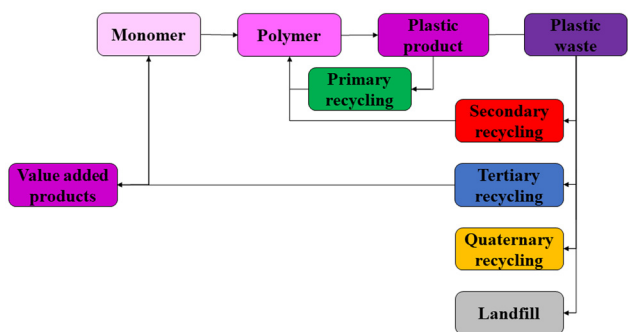 Monomer
Polymer
Plastic
product
Plastic
waste
Primary
recycling
Secondary
recycling
Value added
products
Tertiary
recycling
Quaternary
recycling
Landfill